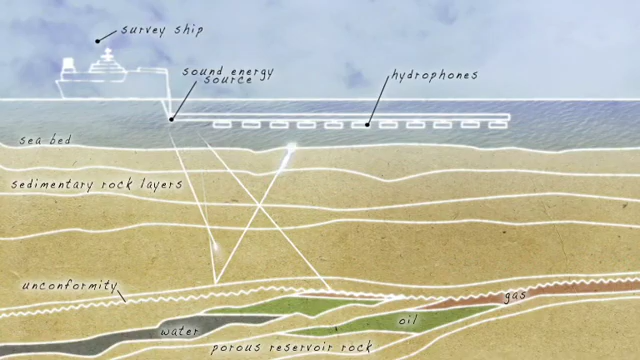 survey ship
sound energy
source
hydrophones
sea bed
sedimentary rock layers
unconformity
gas
oil
water
porous reservoir rock